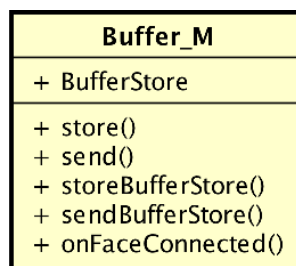 Buffer_M
+ BufferStore
+ store()
+ send()
+ storeBufferStore()
+ sendBufferStore()
+ onFaceConnected()